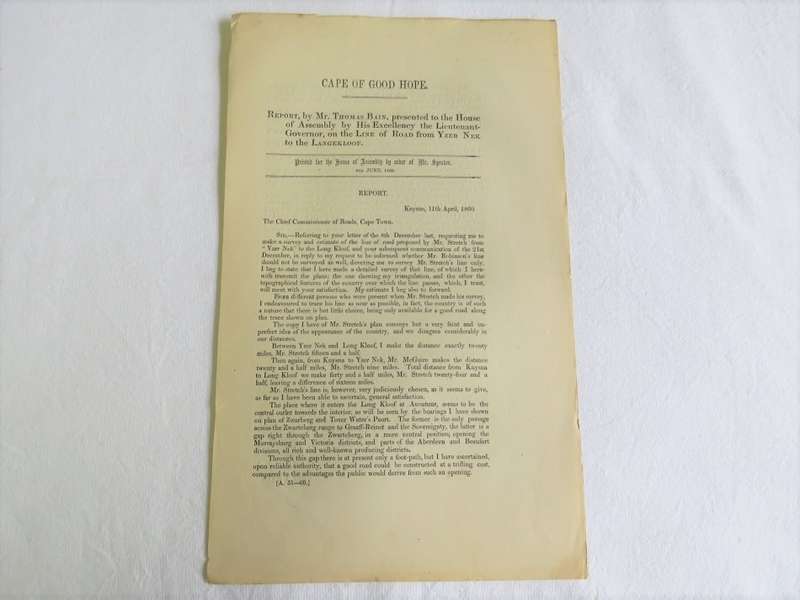 CAPE OF GOOD HOPE.
REPORT, by MR. THOMAS BAIN, presented to the House
of Assembly by His Excellency the Lieutenant-
Governor, on the LINE of ROAD from YZER NEK
to the LANGEKLOOF.
Printed for the House of Assembly by order of Mr. Speaker.
JUNE, 1860.
REPORT.
Knysna, 11th April, 1860.
The Chief Commissioner of Roads, Cape Town.
SIR,—Referring to your letter of the 8th December last, requesting me to
make a survey and estimate of the line of road proposed by Mr. Stretch from
"Yzer Nek" to the Long Kloof, and your subsequent communication of the 21st
December, in reply to my request to be informed whether Mr. Robinson's line
should not be surveyed as well, directing me to survey Mr. Stretch's line only,
I beg to state that I have made a detailed survey of that line, of which I here-
with transmit the plans; the one showing my triangulation, and the other the
topographical features of the country over which the line passes, which, I trust,
will meet with your satisfaction. My estimate I beg also to forward.
From different persons who were present when Mr. Stretch made his survey,
I endeavoured to trace his line as near as possible, in fact, the country is of such
a nature that there is but little choice, being only available for a good road along
the trace shown on plan.
The copy I have of Mr. Stretch's plan conveys but a very faint and im-
perfect idea of the appearance of the country, and we disagree considerably in
our distances.
Between Yzer Nek and Long Kloof, I make the distance exactly twenty
miles, Mr. Stretch fifteen and a half.
Then again, from Knysna to Yzer Nek, Mr. McGuire makes the distance
twenty and a half miles, Mr. Stretch nine miles. Total distance from Knysna
to Long Kloof we make forty and a half miles, Mr. Stretch twenty-four and a
half, leaving a difference of sixteen miles.
Mr. Stretch's line is, however, very judiciously chosen, as it seems to give,
as far as I have been able to ascertain, general satisfaction.
The place where it enters the Long Kloof at Avontuur, seems to be the
central outlet towards the interior, as will be seen by the bearings I have shown
on plan of Zwarberg and Tover Water's Poort. The former is the only passage
across the Zwarteberg range to Graaff-Reinet and the Sovereignty, the latter is a
gap right through the Zwarteberg, in a more central position, opening the
Murraysburg and Victoria districts, and parts of the Aberdeen and Beaufort
divisions, all rich and well-known producing districts.
Through this gap there is at present only a foot-path, but I have ascertained,
upon reliable authority, that a good road could be constructed at a trifling cost,
compared to the advantages the public would derive from such an opening.
[A. 31—60.]